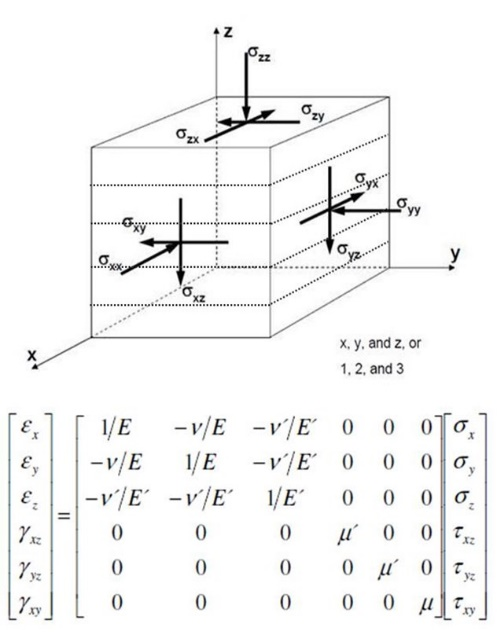 z
σzz
σzy
σzx
σyx
σxy
σyy
σyz
y
σxx
σxz
x
x, y, and z, or
1, 2, and 3
εx 1/E -ν/E -ν´/E´ 0 0 0 σx
εy -ν/E 1/E -ν´/E´ 0 0 0 σy
εz -ν´/E´ -ν´/E´ 1/E´ 0 0 0 σz
=
γxz 0 0 0 μ´ 0 0 τxz
γyz 0 0 0 0 μ´ 0 τyz
γxy 0 0 0 0 0 μ τxy